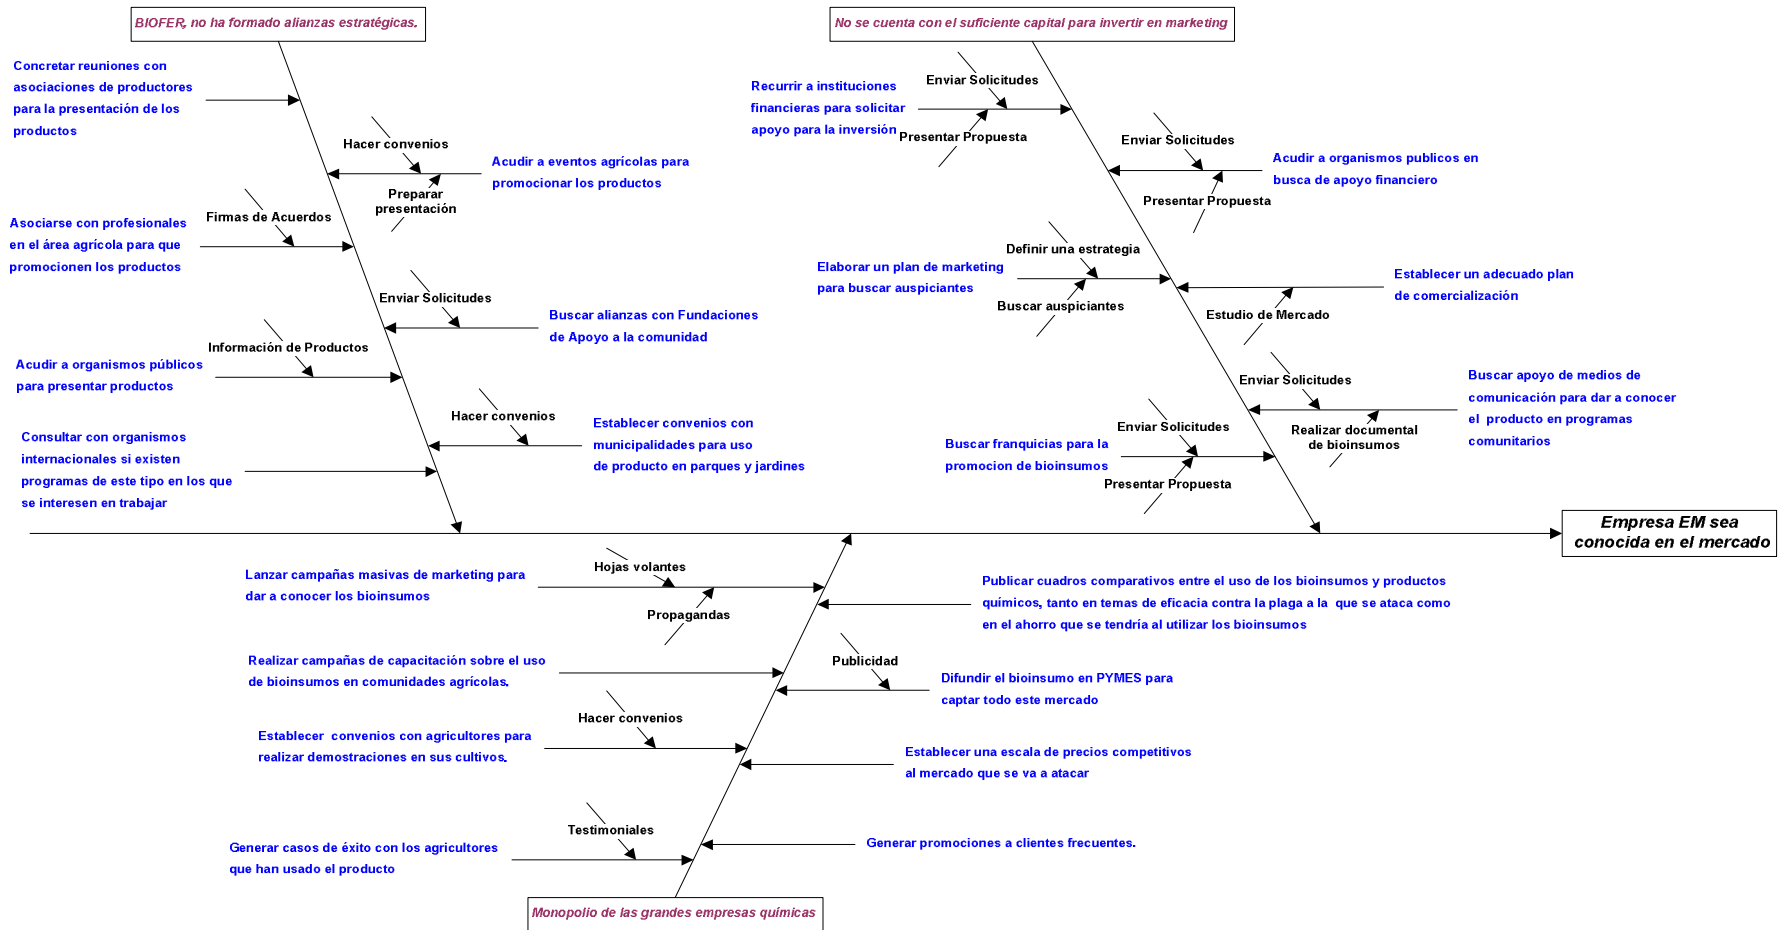 BIOFER, no ha formado alianzas estratégicas.
Concretar reuniones con
asociaciones de productores
para la presentación de los
productos
Hacer convenios
Acudir a eventos agrícolas para
promocionar los productos
Preparar
presentación
Firmas de Acuerdos
Asociarse con profesionales
en el área agrícola para que
promocionen los productos
Enviar Solicitudes
Buscar alianzas con Fundaciones
de Apoyo a la comunidad
Información de Productos
Acudir a organismos públicos
para presentar productos
Hacer convenios
Establecer convenios con
municipalidades para uso
de producto en parques y jardines
Consultar con organismos
internacionales si existen
programas de este tipo en los que
se interesen en trabajar
No se cuenta con el suficiente capital para invertir en marketing
Enviar Solicitudes
Recurrir a instituciones
financieras para solicitar
apoyo para la inversión
Presentar Propuesta
Enviar Solicitudes
Acudir a organismos publicos en
busca de apoyo financiero
Presentar Propuesta
Definir una estrategia
Elaborar un plan de marketing
para buscar auspiciantes
Buscar auspiciantes
Establecer un adecuado plan
de comercialización
Estudio de Mercado
Enviar Solicitudes
Buscar apoyo de medios de
comunicación para dar a conocer
el  producto en programas
comunitarios
Realizar documental
de bioinsumos
Enviar Solicitudes
Buscar franquicias para la
promocion de bioinsumos
Presentar Propuesta
Empresa EM sea
conocida en el mercado
Hojas volantes
Lanzar campañas masivas de marketing para
dar a conocer los bioinsumos
Propagandas
Publicar cuadros comparativos entre el uso de los bioinsumos y productos
químicos, tanto en temas de eficacia contra la plaga a la  que se ataca como
en el ahorro que se tendría al utilizar los bioinsumos
Realizar campañas de capacitación sobre el uso
de bioinsumos en comunidades agrícolas.
Publicidad
Difundir el bioinsumo en PYMES para
captar todo este mercado
Hacer convenios
Establecer  convenios con agricultores para
realizar demostraciones en sus cultivos.
Establecer una escala de precios competitivos
al mercado que se va a atacar
Testimoniales
Generar casos de éxito con los agricultores
que han usado el producto
Generar promociones a clientes frecuentes.
Monopolio de las grandes empresas químicas